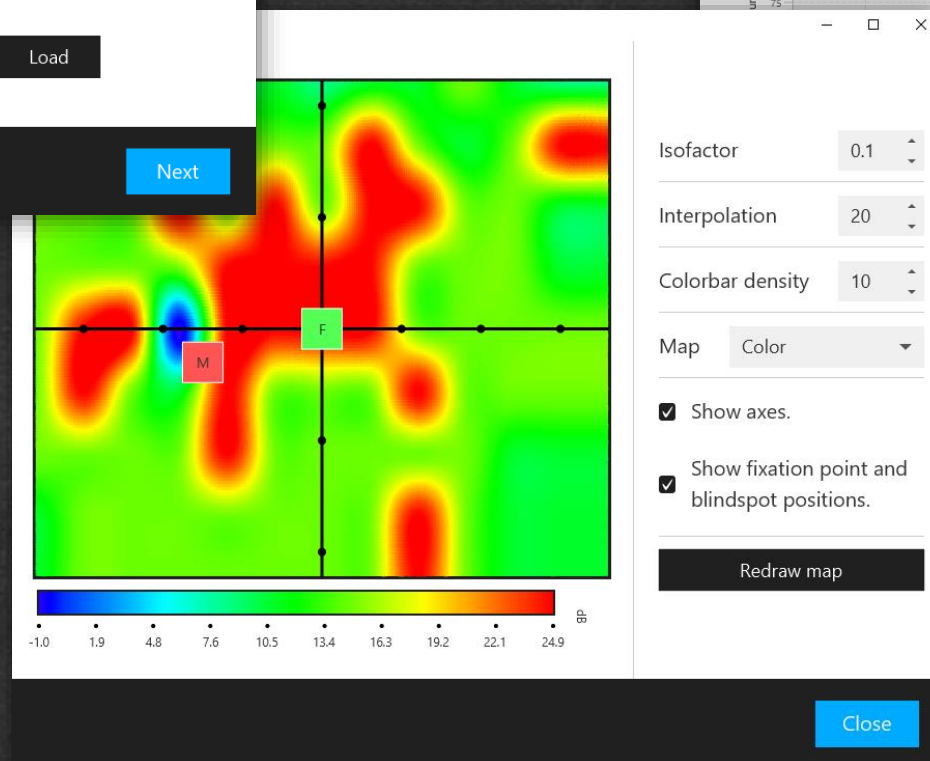 75
Load
Next
Isofactor 0.1
Interpolation 20
Colorbar density 10
Map Color
Show axes.
Show fixation point and
blindspot positions.
Redraw map
F
M
dB
-1.0 1.9 4.8 7.6 10.5 13.4 16.3 19.2 22.1 24.9
Close